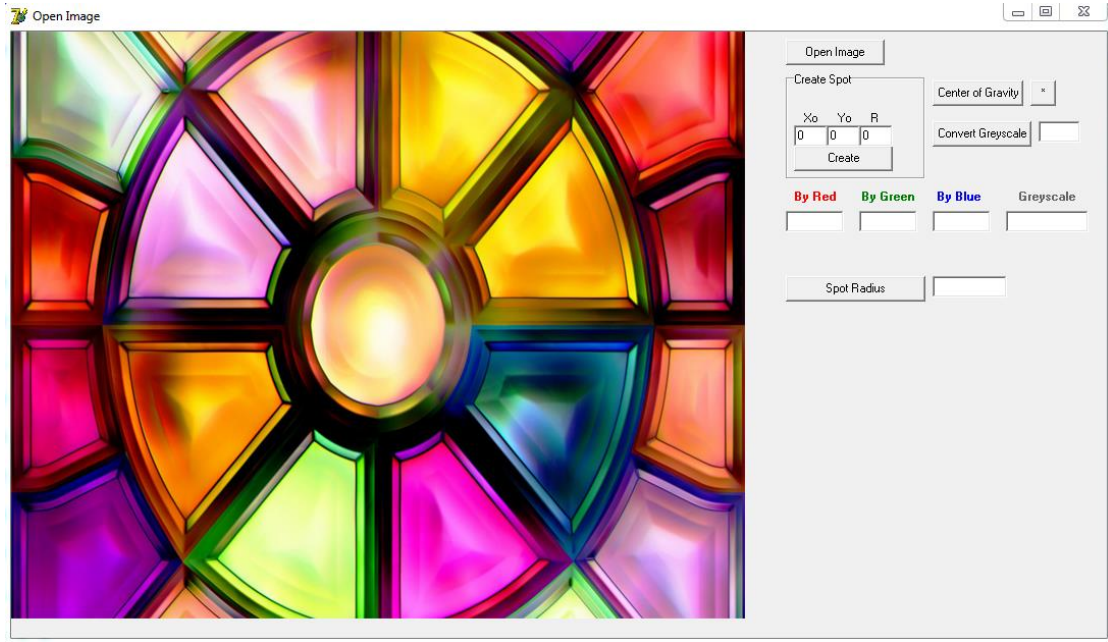 Open Image
Open Image
Create Spot
Xo Yo R
0 0 0
Create
Center of Gravity *
Convert Greyscale
By Red By Green By Blue Greyscale
Spot Radius